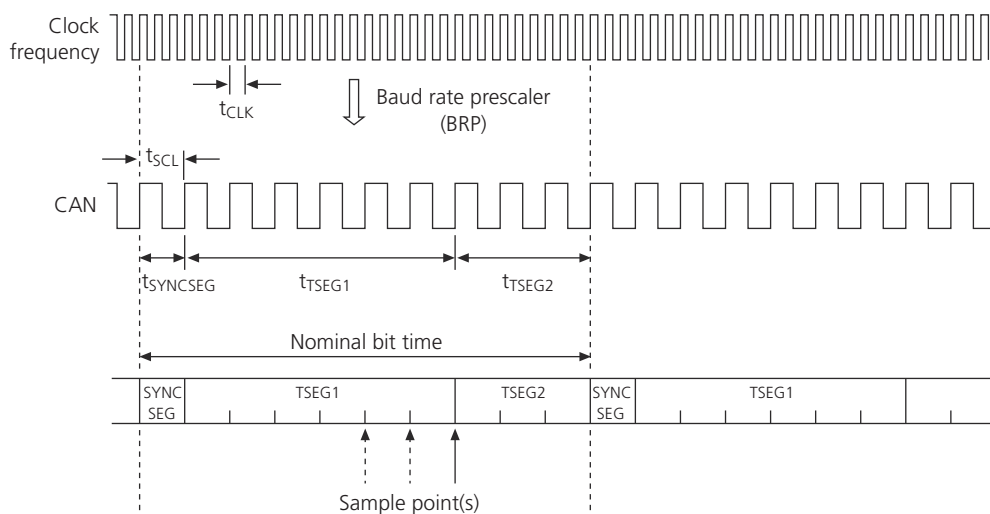 Clock
frequency
tCLK
Baud rate prescaler
(BRP)
tSCL
CAN
tSYNCSEG
tTSEG1
tTSEG2
Nominal bit time
SYNC
SEG
TSEG1
TSEG2
SYNC
SEG
TSEG1
Sample point(s)